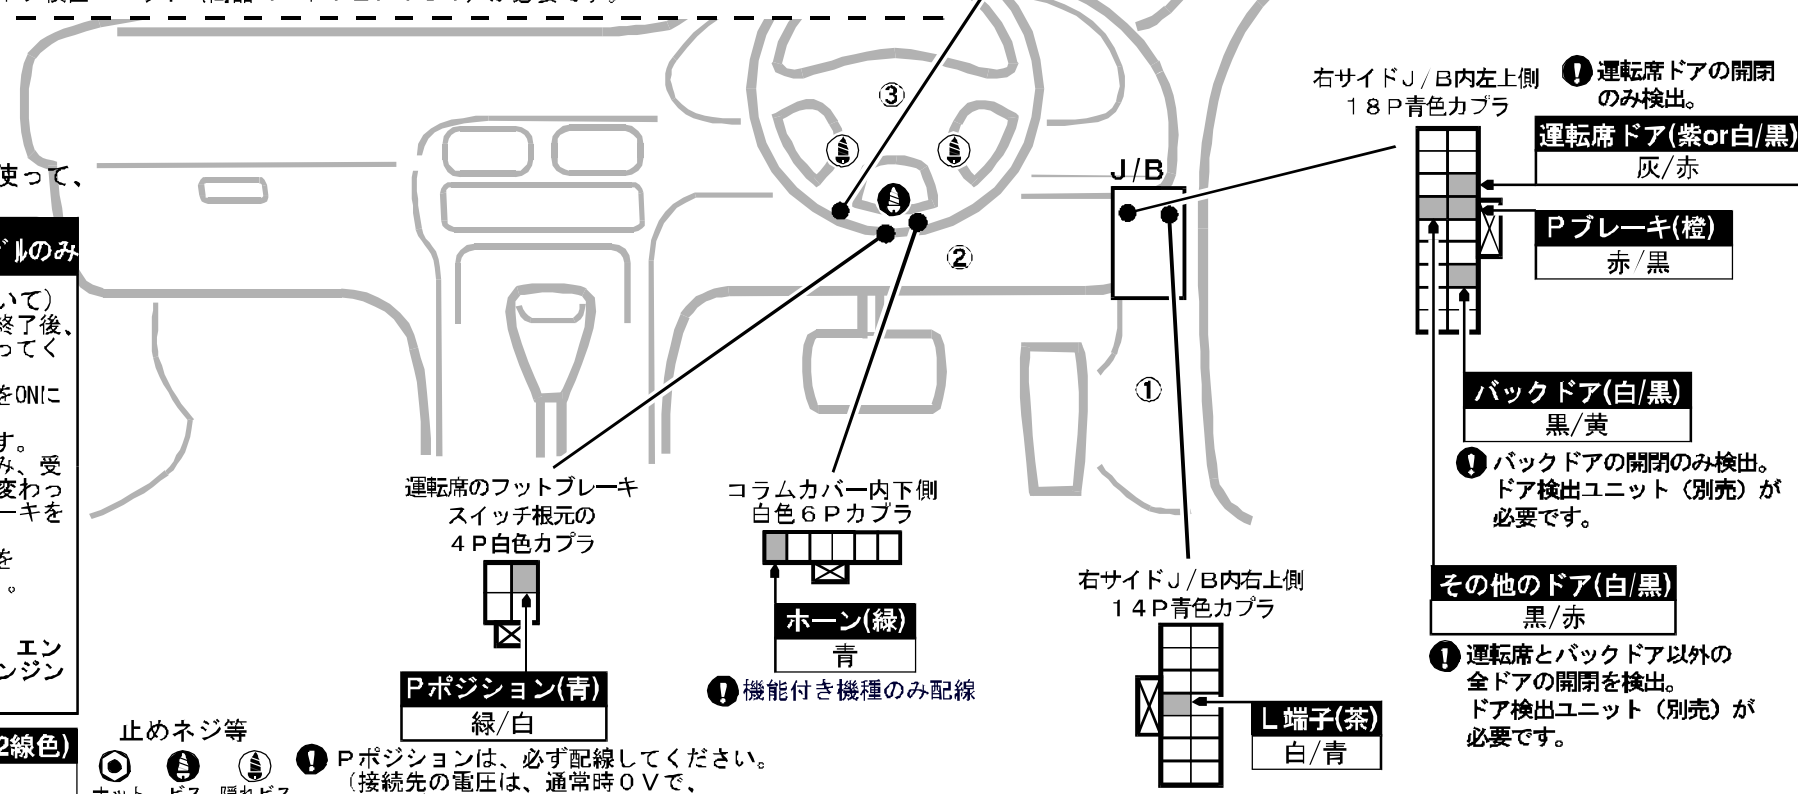 使って、
ルのみ
いて)
終了後、
ってく
をONに
す。
み、受
変わっ
ーキを
を
。
エン
ンジン
2線色)
③
②
①
J/B
右サイドJ/B内左上側
18P青色カプラ
運転席ドアの開閉
のみ検出。
運転席ドア(紫or白/黒)
灰/赤
Pブレーキ(橙)
赤/黒
バックドア(白/黒)
黒/黄
バックドアの開閉のみ検出。
ドア検出ユニット(別売)が
必要です。
その他のドア(白/黒)
黒/赤
運転席とバックドア以外の
全ドアの開閉を検出。
ドア検出ユニット(別売)が
必要です。
運転席のフットブレーキ
スイッチ根元の
4P白色カプラ
Pポジション(青)
緑/白
コラムカバー内下側
白色6Pカプラ
ホーン(緑)
青
機能付き機種のみ配線
右サイドJ/B内右上側
14P青色カプラ
L端子(茶)
白/青
止めネジ等
Pポジションは、必ず配線してください。
(接続先の電圧は、通常時0Vで、